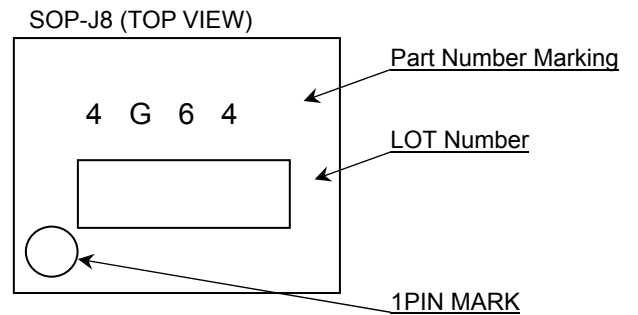 SOP-J8 (TOP VIEW)
Part Number Marking
4 G 6 4
LOT Number
1PIN MARK